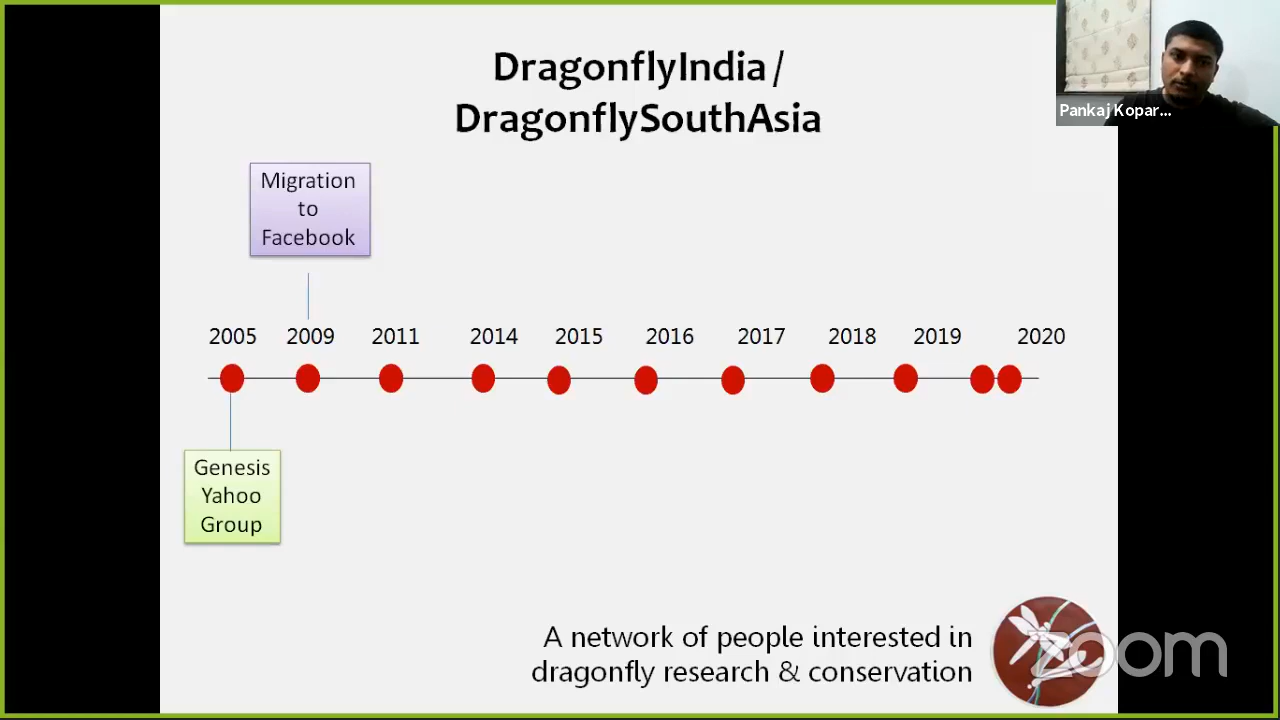 DragonflyIndia/
DragonflySouthAsia
Pankaj Kopar...
Migration
to
Facebook
2005 2009 2011 2014 2015 2016 2017 2018 2019 2020
Genesis
Yahoo
Group
A network of people interested in
dragonfly research & conservation
zoom